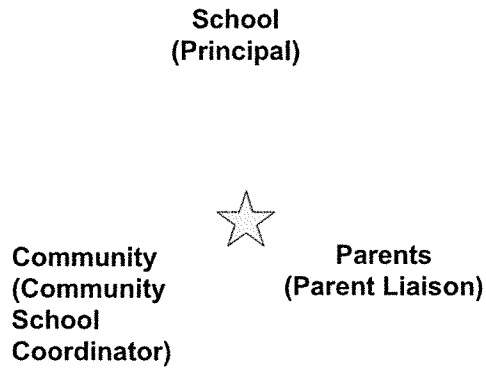 School
(Principal)
Community
(Community
School
Coordinator)
Parents
(Parent Liaison)